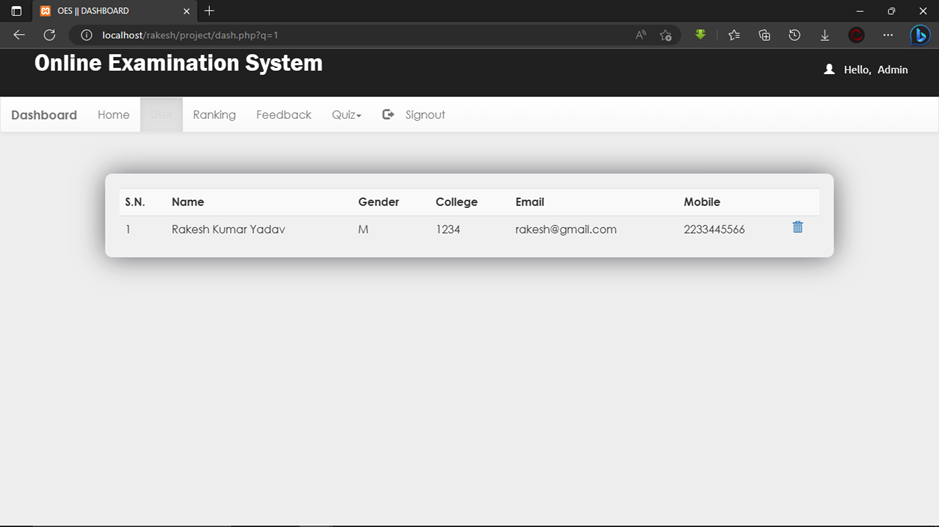 OES || DASHBOARD
localhost/rakesh/project/dash.php?q=1
Online Examination System
Hello, Admin
Dashboard Home User Ranking Feedback Quiz Signout
S.N. Name Gender College Email Mobile
1 Rakesh Kumar Yadav M 1234 rakesh@gmail.com 2233445566